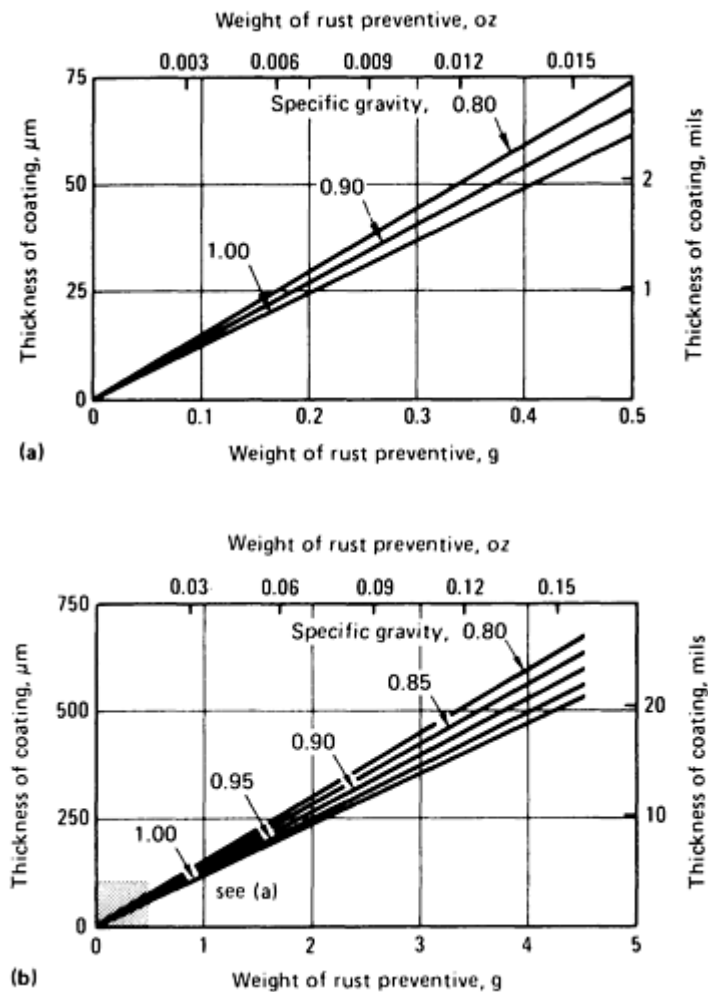 Weight of rust preventive, oz
0.003 0.006 0.009 0.012 0.015
75
Specific gravity, 0.80
50
0.90
2
1.00
25
1
0
0 0.1 0.2 0.3 0.4 0.5
Thickness of coating, μm
Thickness of coating, mils
(a)
Weight of rust preventive, g
Weight of rust preventive, oz
0.03 0.06 0.09 0.12 0.15
750
Specific gravity, 0.80
0.85
500
20
0.90
0.95
250
10
1.00
see (a)
0
0 1 2 3 4 5
Thickness of coating, μm
Thickness of coating, mils
(b)
Weight of rust preventive, g